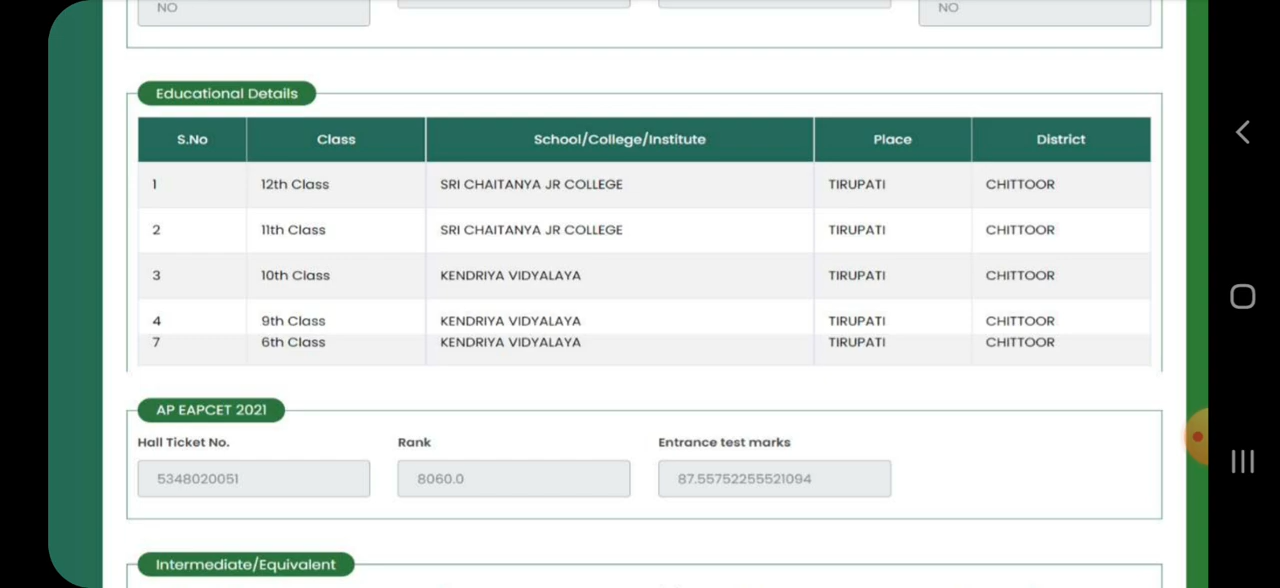 NO NO
Educational Details
S.No Class School/College/Institute Place District
1 12th Class SRI CHAITANYA JR COLLEGE TIRUPATI CHITTOOR
2 11th Class SRI CHAITANYA JR COLLEGE TIRUPATI CHITTOOR
3 10th Class KENDRIYA VIDYALAYA TIRUPATI CHITTOOR
4 9th Class KENDRIYA VIDYALAYA TIRUPATI CHITTOOR
7 6th Class KENDRIYA VIDYALAYA TIRUPATI CHITTOOR
AP EAPCET 2021
Hall Ticket No. Rank Entrance test marks
5348020051 8060.0 87.55752255521094
Intermediate/Equivalent